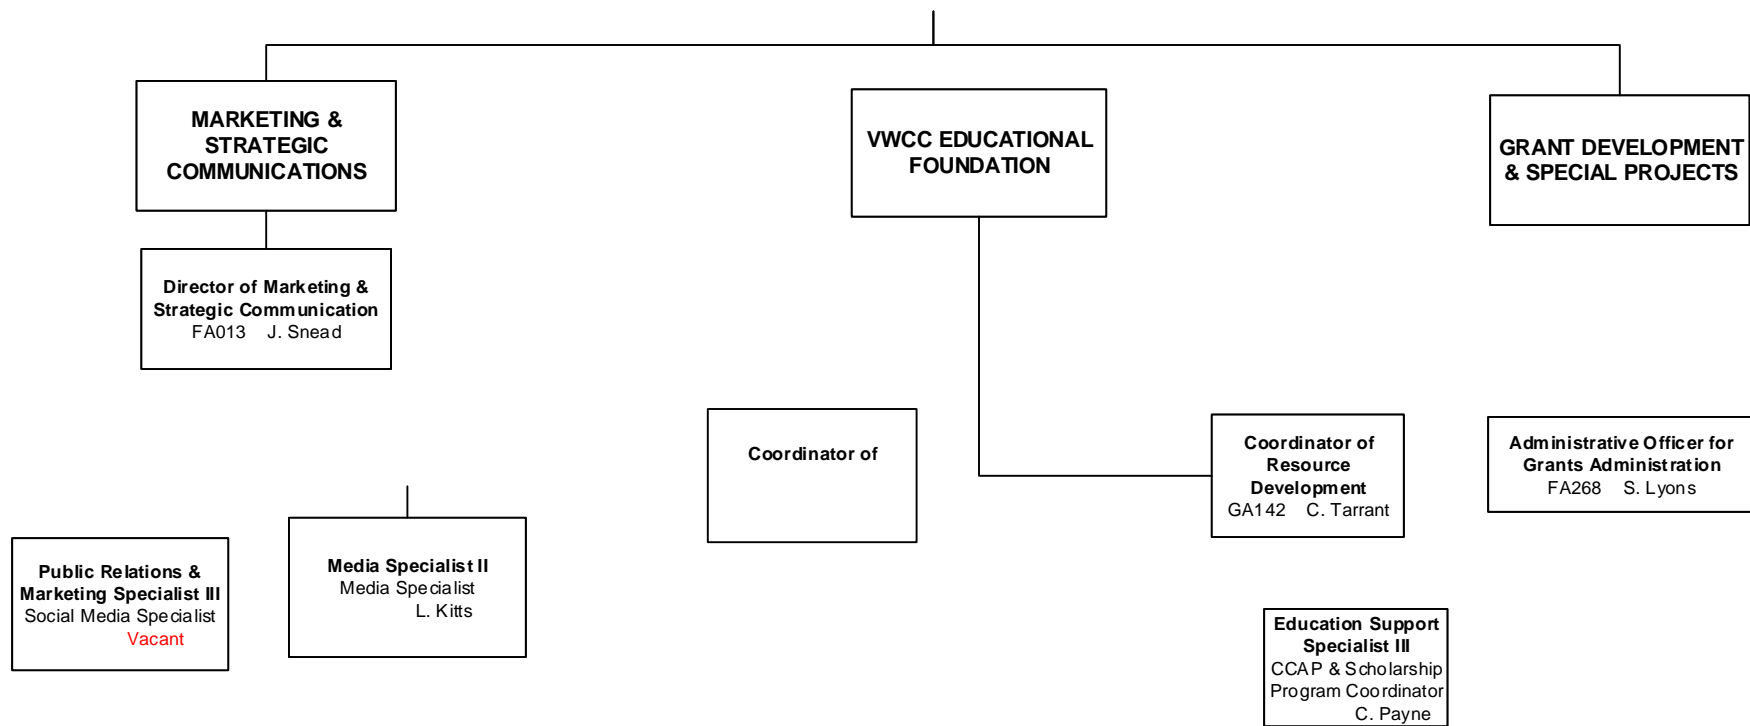 MARKETING &
STRATEGIC
COMMUNICATIONS
VWCC EDUCATIONAL
FOUNDATION
GRANT DEVELOPMENT
& SPECIAL PROJECTS
Director of Marketing &
Strategic Communication
FA013 J. Snead
Coordinator of
Coordinator of
Resource
Development
GA142 C. Tarrant
Administrative Officer for
Grants Administration
FA268 S. Lyons
Public Relations &
Marketing Specialist III
Social Media Specialist
Vacant
Media Specialist II
Media Specialist
L. Kitts
Education Support
Specialist III
CCAP & Scholarship
Program Coordinator
C. Payne